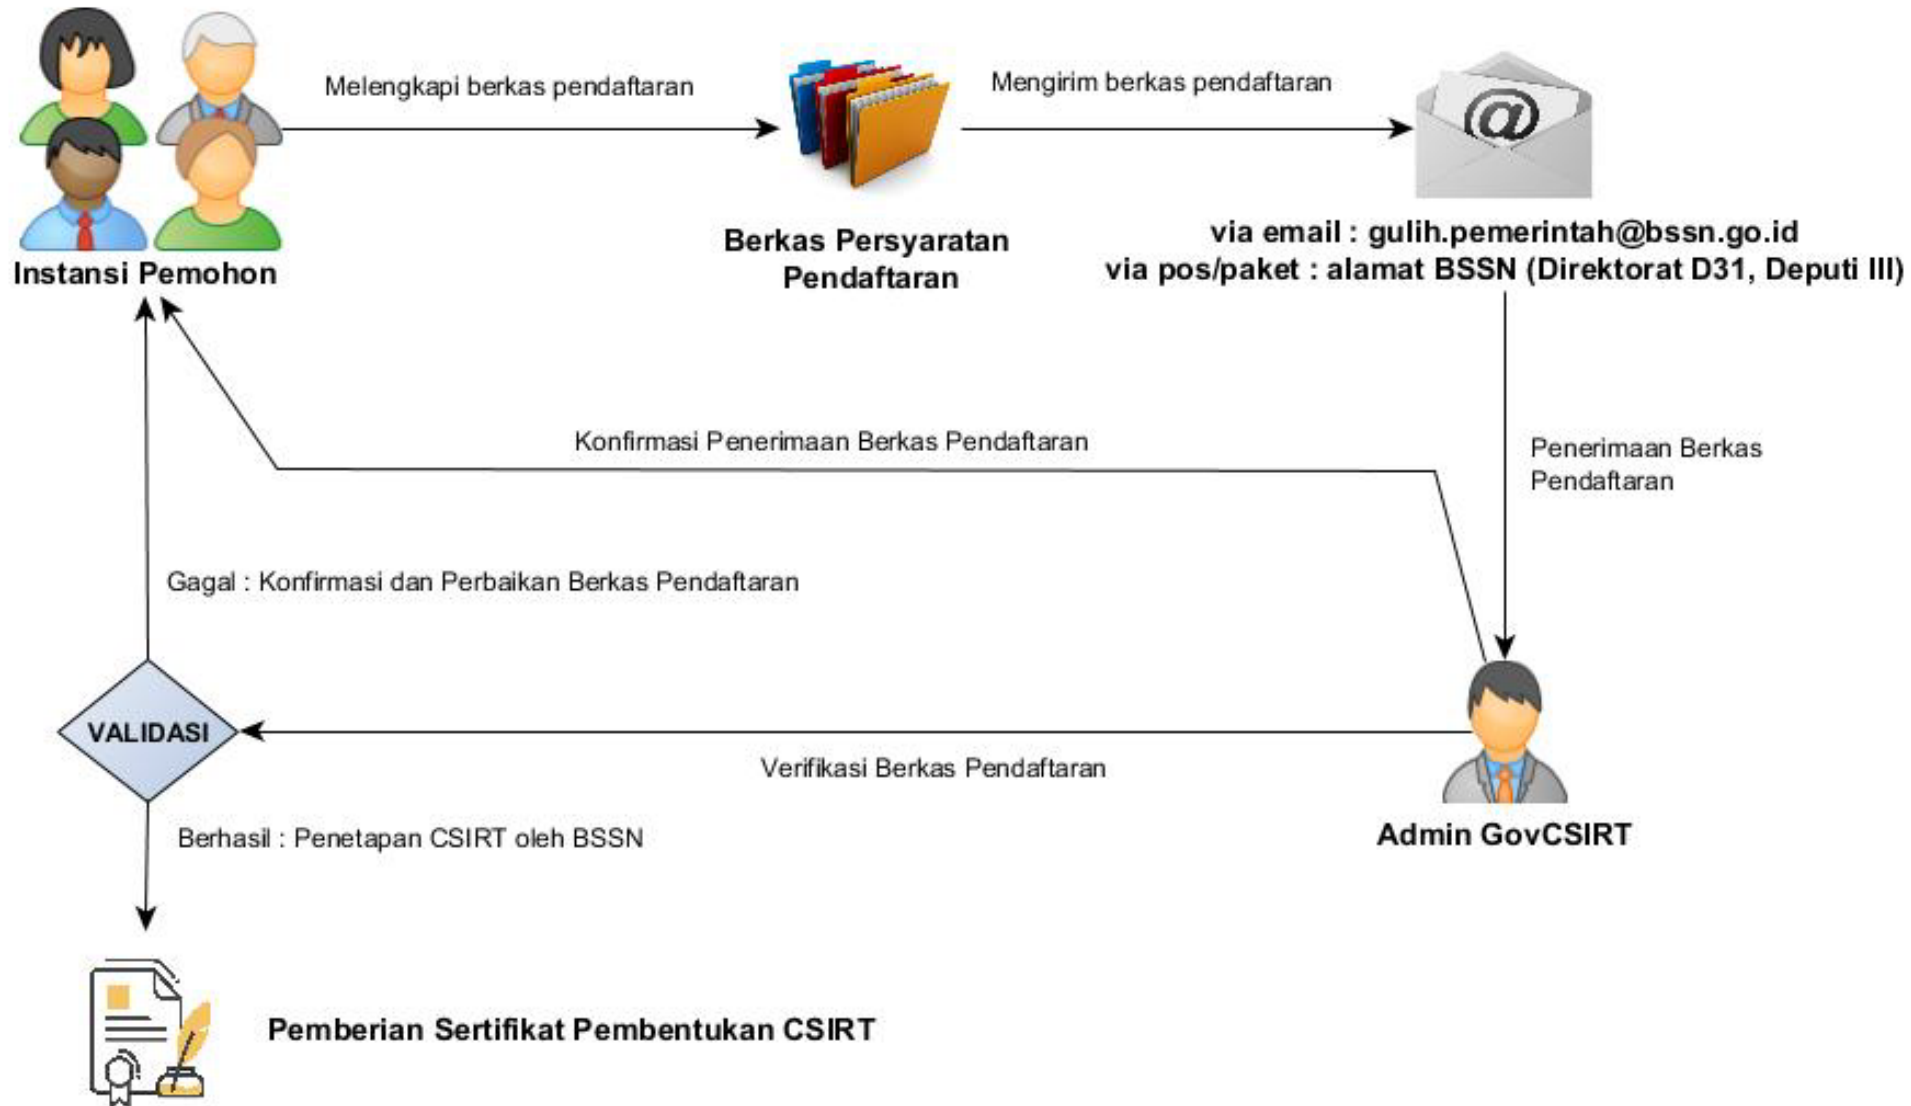 Melengkapi berkas pendaftaran
Mengirim berkas pendaftaran
Instansi Pemohon
Berkas Persyaratan
Pendaftaran
via email : gulih.pemerintah@bssn.go.id
via pos/paket : alamat BSSN (Direktorat D31, Deputi III)
Konfirmasi Penerimaan Berkas Pendaftaran
Penerimaan Berkas
Pendaftaran
Gagal : Konfirmasi dan Perbaikan Berkas Pendaftaran
VALIDASI
Verifikasi Berkas Pendaftaran
Admin GovCSIRT
Berhasil : Penetapan CSIRT oleh BSSN
Pemberian Sertifikat Pembentukan CSIRT